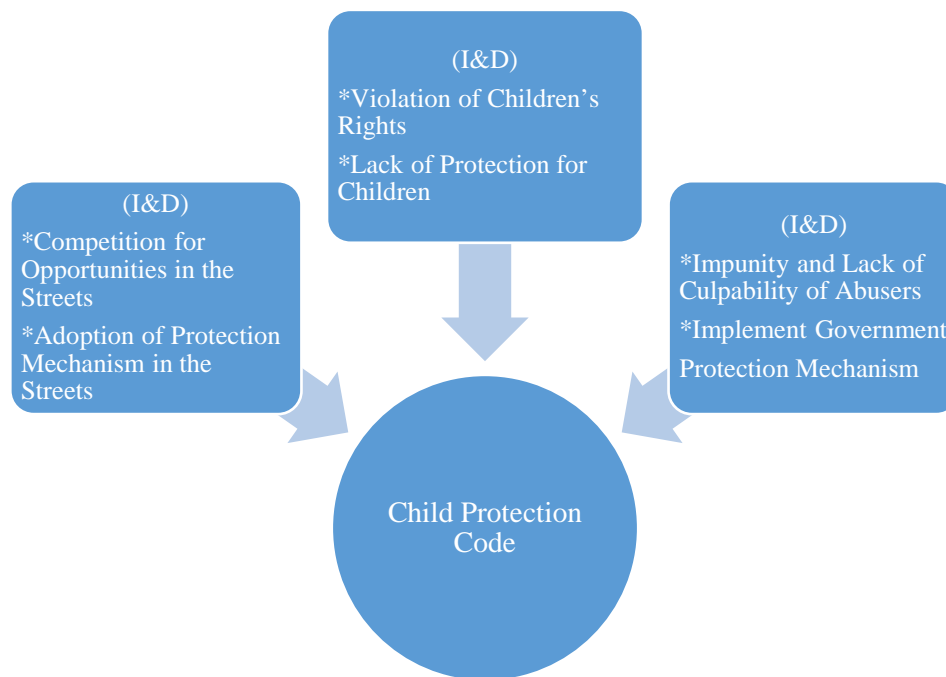 (I&D)
*Violation of Children’s
Rights
*Lack of Protection for
Children
(I&D)
*Competition for
Opportunities in the
Streets
*Adoption of Protection
Mechanism in the
Streets
(I&D)
*Impunity and Lack of
Culpability of Abusers
*Implement Government
Protection Mechanism
Child Protection
Code